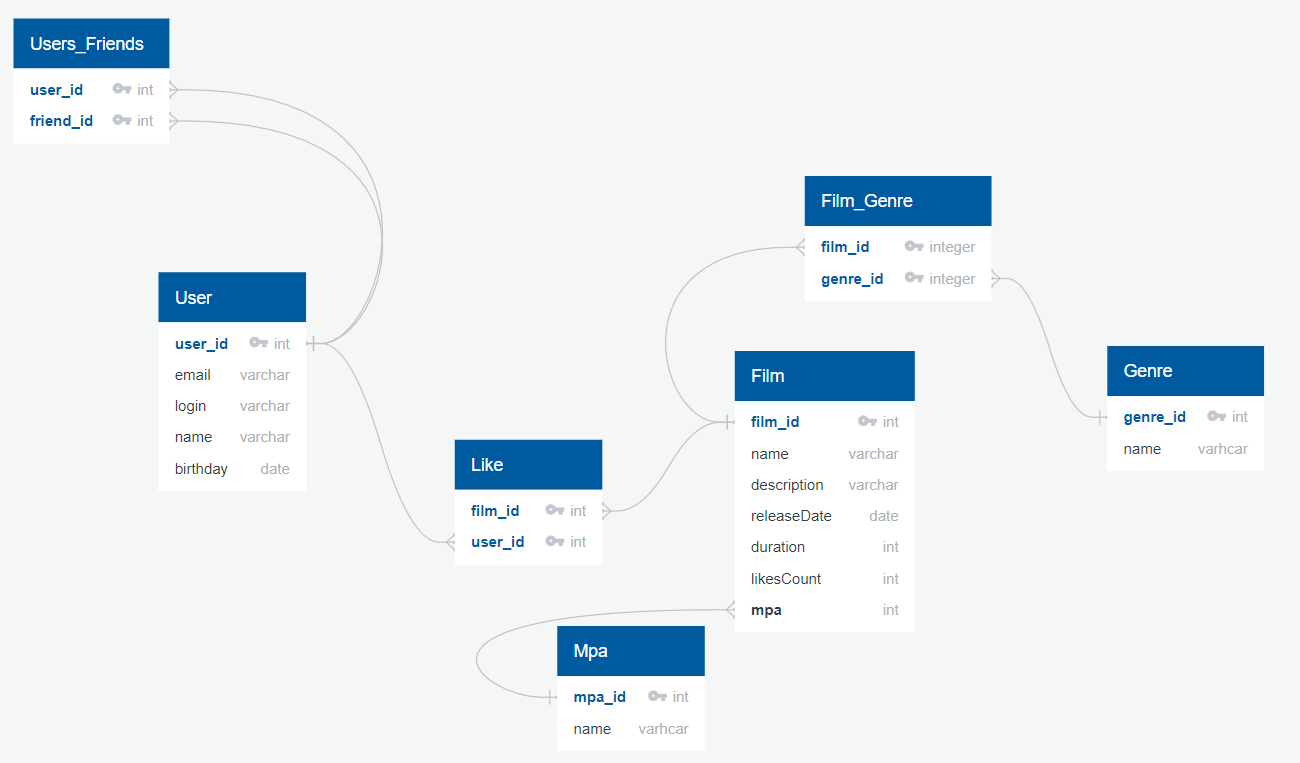 Users_Friends
user_id int
friend_id int
User
user_id int
email varchar
login varchar
name varchar
birthday date
Like
film_id int
user_id int
Mpa
mpa_id int
name varhcar
Film_Genre
film_id integer
genre_id integer
Film
film_id int
name varchar
description varchar
releaseDate date
duration int
likesCount int
mpa int
Genre
genre_id int
name varhcar